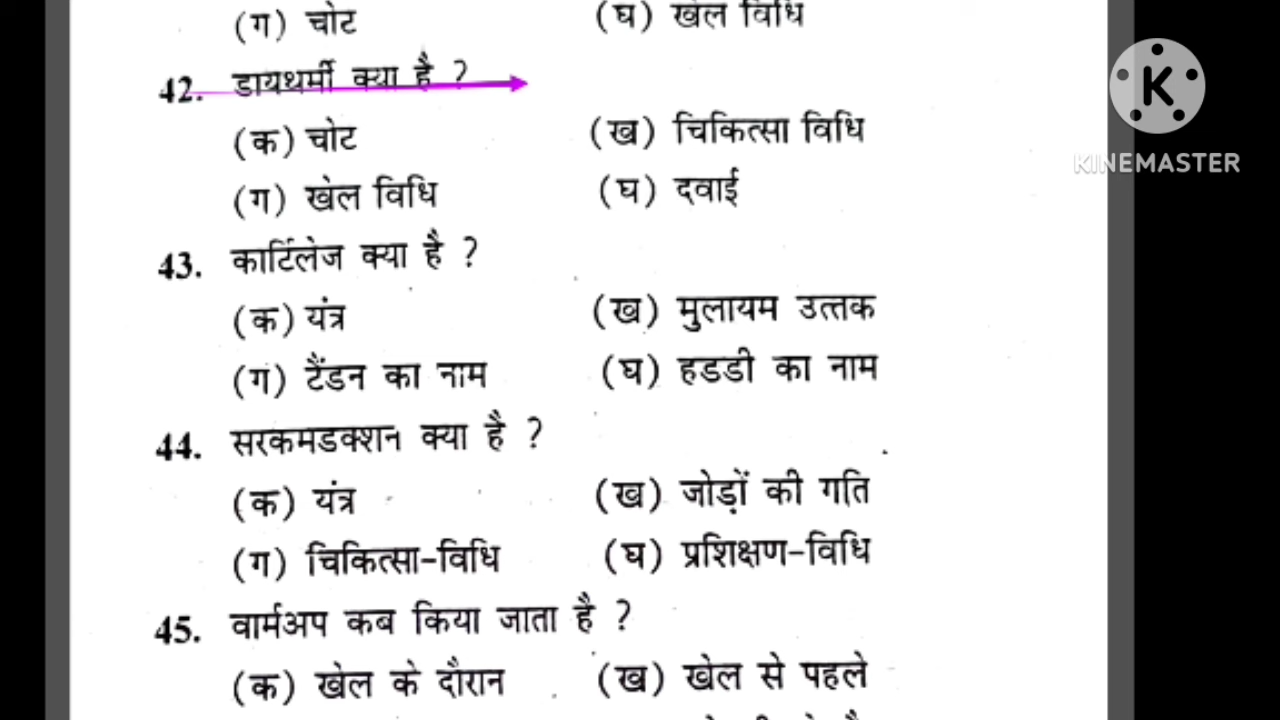 (ग) चोट (घ) खेल विधि
42. डायथर्मी क्या है ?
(क) चोट (ख) चिकित्सा विधि
(ग) खेल विधि (घ) दवाई
43. कार्टिलेज क्या है ?
(क) यंत्र (ख) मुलायम उत्तक
(ग) टैंडन का नाम (घ) हडडी का नाम
44. सरकमडक्शन क्या है ?
(क) यंत्र (ख) जोड़ों की गति
(ग) चिकित्सा-विधि (घ) प्रशिक्षण-विधि
45. वार्मअप कब किया जाता है ?
(क) खेल के दौरान (ख) खेल से पहले
K
KINEMASTER